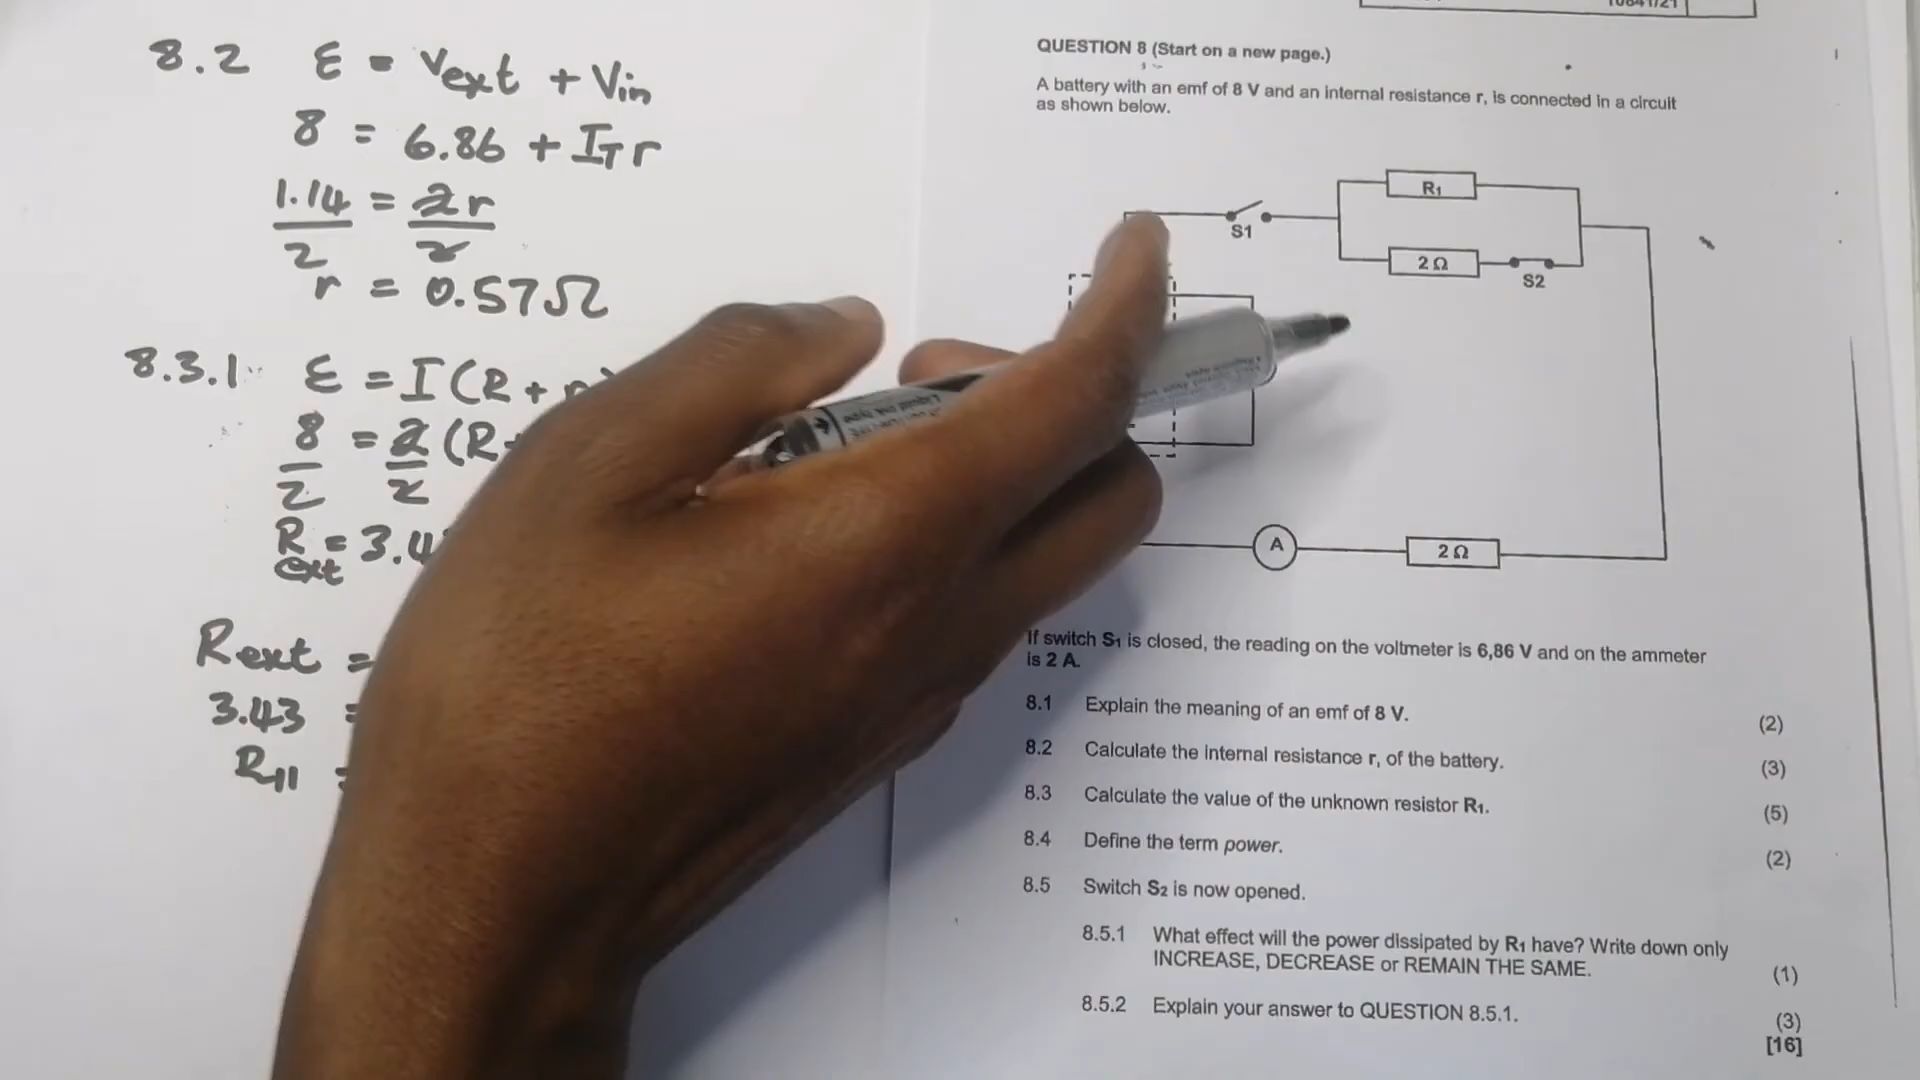 8.2 ε = Vext + Vin
8 = 6.86 + ITr
1.14 = 2r
2 2
r = 0.57Ω
8.3.1 ε = I(R +
8 = 2(R
2 2
R = 3.4
ext
Rext =
3.43 =
R|| =
QUESTION 8 (Start on a new page.)
A battery with an emf of 8 V and an internal resistance r, is connected in a circuit
as shown below.
R1
S1
2 Ω
S2
A
2 Ω
If switch S1 is closed, the reading on the voltmeter is 6,86 V and on the ammeter
is 2 A.
8.1 Explain the meaning of an emf of 8 V. (2)
8.2 Calculate the internal resistance r, of the battery. (3)
8.3 Calculate the value of the unknown resistor R1. (5)
8.4 Define the term power. (2)
8.5 Switch S2 is now opened.
8.5.1 What effect will the power dissipated by R1 have? Write down only
INCREASE, DECREASE or REMAIN THE SAME. (1)
8.5.2 Explain your answer to QUESTION 8.5.1. (3)
[16]